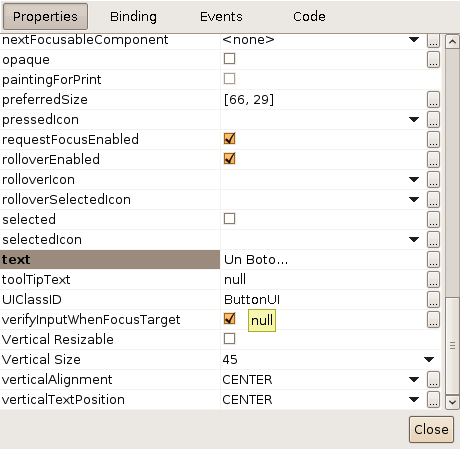 Properties Binding Events Code
nextFocusableComponent <none>
opaque
paintingForPrint
preferredSize [66, 29]
pressedIcon
requestFocusEnabled
rolloverEnabled
rolloverIcon
rolloverSelectedIcon
selected
selectedIcon
text Un Boto...
toolTipText null
UIClassID ButtonUI
verifyInputWhenFocusTarget null
Vertical Resizable
Vertical Size 45
verticalAlignment CENTER
verticalTextPosition CENTER
Close